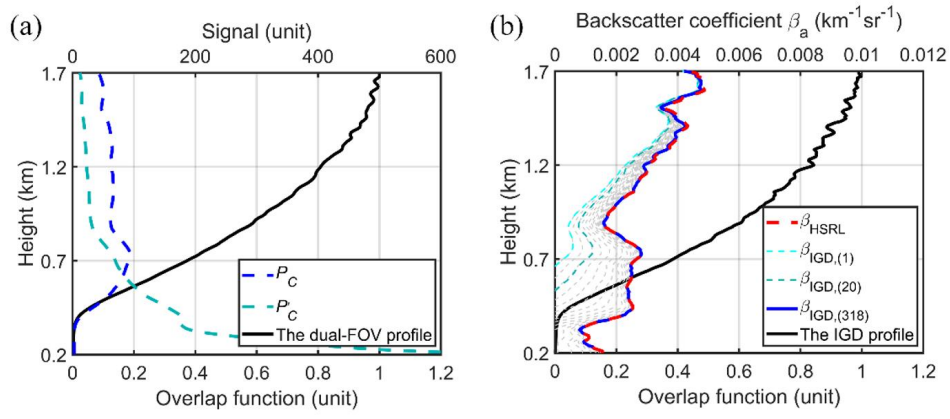 (a)
Signal (unit)
0 200 400 600
1.7
1.2
0.7
0.2
Height (km)
P_C
P'_C
The dual-FOV profile
0 0.2 0.4 0.6 0.8 1 1.2
Overlap function (unit)
(b)
Backscatter coefficient β_a (km⁻¹sr⁻¹)
0 0.002 0.004 0.006 0.008 0.01 0.012
1.7
1.2
0.7
0.2
Height (km)
β_HSRL
β_IGD,(1)
β_IGD,(20)
β_IGD,(318)
The IGD profile
0 0.2 0.4 0.6 0.8 1 1.2
Overlap function (unit)